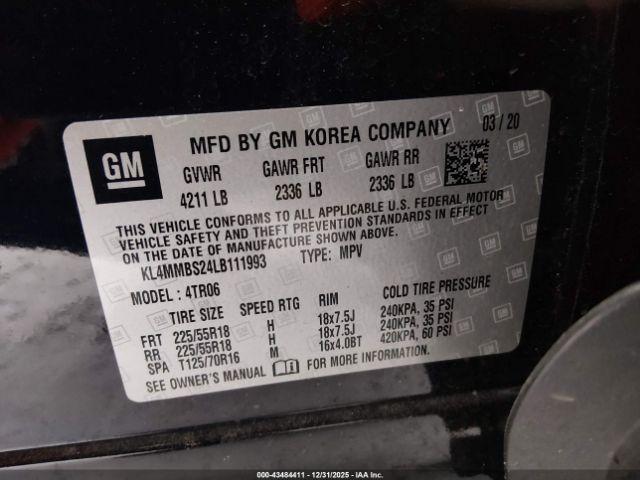 GM
MFD BY GM KOREA COMPANY 03 / 20
GVWR GAWR FRT GAWR RR
4211 LB 2336 LB 2336 LB
THIS VEHICLE CONFORMS TO ALL APPLICABLE U.S. FEDERAL MOTOR
VEHICLE SAFETY AND THEFT PREVENTION STANDARDS IN EFFECT
ON THE DATE OF MANUFACTURE SHOWN ABOVE.
KL4MMBS24LB111993 TYPE: MPV
MODEL : 4TR06
TIRE SIZE SPEED RTG RIM COLD TIRE PRESSURE
FRT 225/55R18 H 18x7.5J 240KPA, 35 PSI
RR 225/55R18 H 18x7.5J 240KPA, 35 PSI
SPA T125/70R16 M 16x4.0BT 420KPA, 60 PSI
SEE OWNER'S MANUAL FOR MORE INFORMATION
000-43484411 - 12/31/2025 - IAAI.com